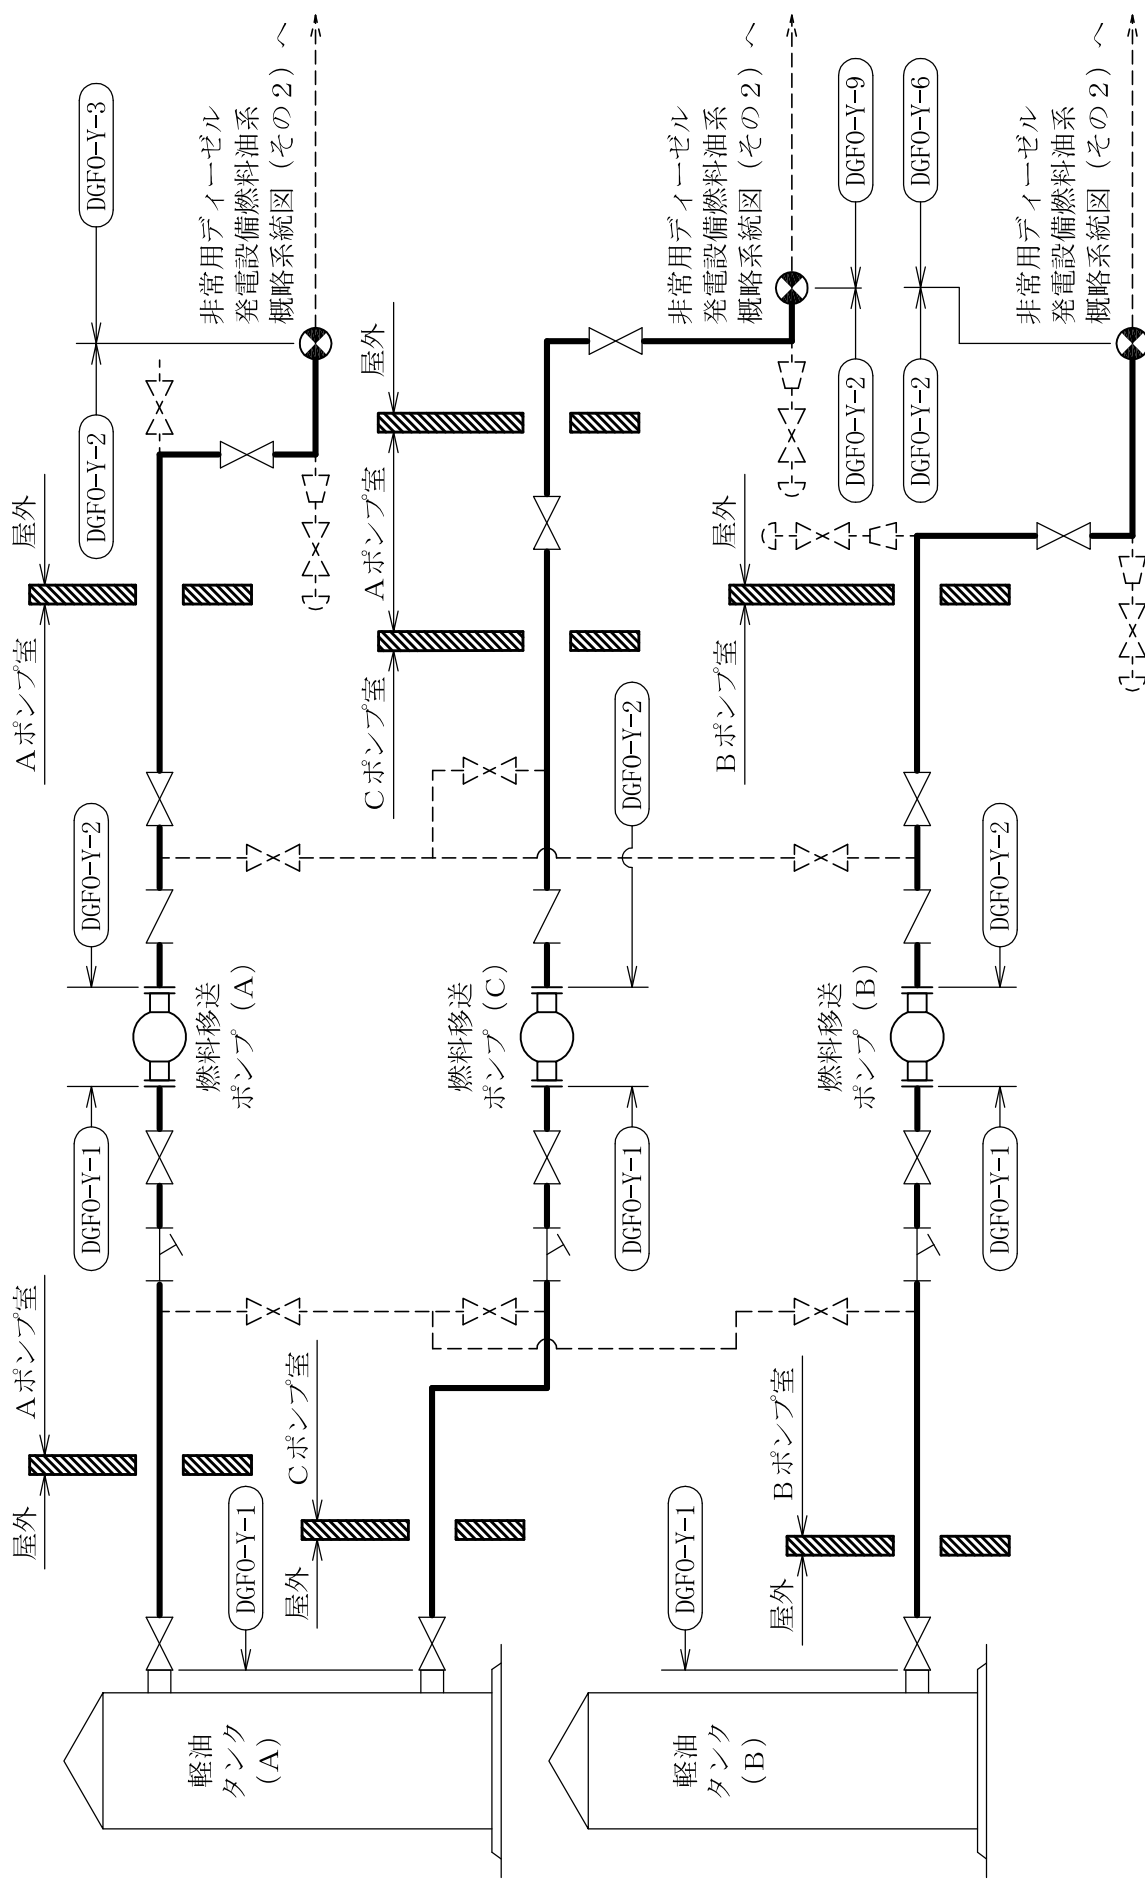 軽油
タンク
(A)
屋外
Aポンプ室
DGFO-Y-1
DGFO-Y-1
燃料移送
ポンプ (A)
DGFO-Y-2
Aポンプ室
屋外
DGFO-Y-2
DGFO-Y-3
非常用ディーゼル
発電設備燃料油系
概略系統図 (その2) へ
屋外
Cポンプ室
DGFO-Y-1
燃料移送
ポンプ (C)
DGFO-Y-2
Cポンプ室
Aポンプ室
屋外
非常用ディーゼル
発電設備燃料油系
概略系統図 (その2) へ
DGFO-Y-2
DGFO-Y-9
軽油
タンク
(B)
DGFO-Y-1
屋外
Bポンプ室
燃料移送
ポンプ (B)
DGFO-Y-1
DGFO-Y-2
Bポンプ室
屋外
DGFO-Y-2
DGFO-Y-6
非常用ディーゼル
発電設備燃料油系
概略系統図 (その2) へ